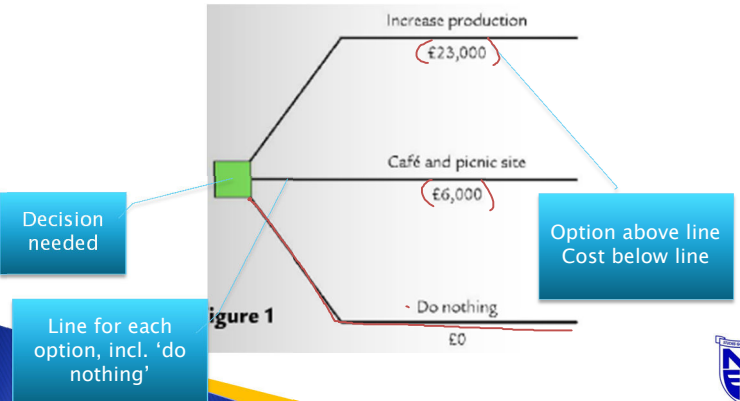 Increase production
£23,000
Café and picnic site
£6,000
Decision
needed
Option above line
Cost below line
Do nothing
£0
igure 1
Line for each
option, incl. ‘do
nothing’